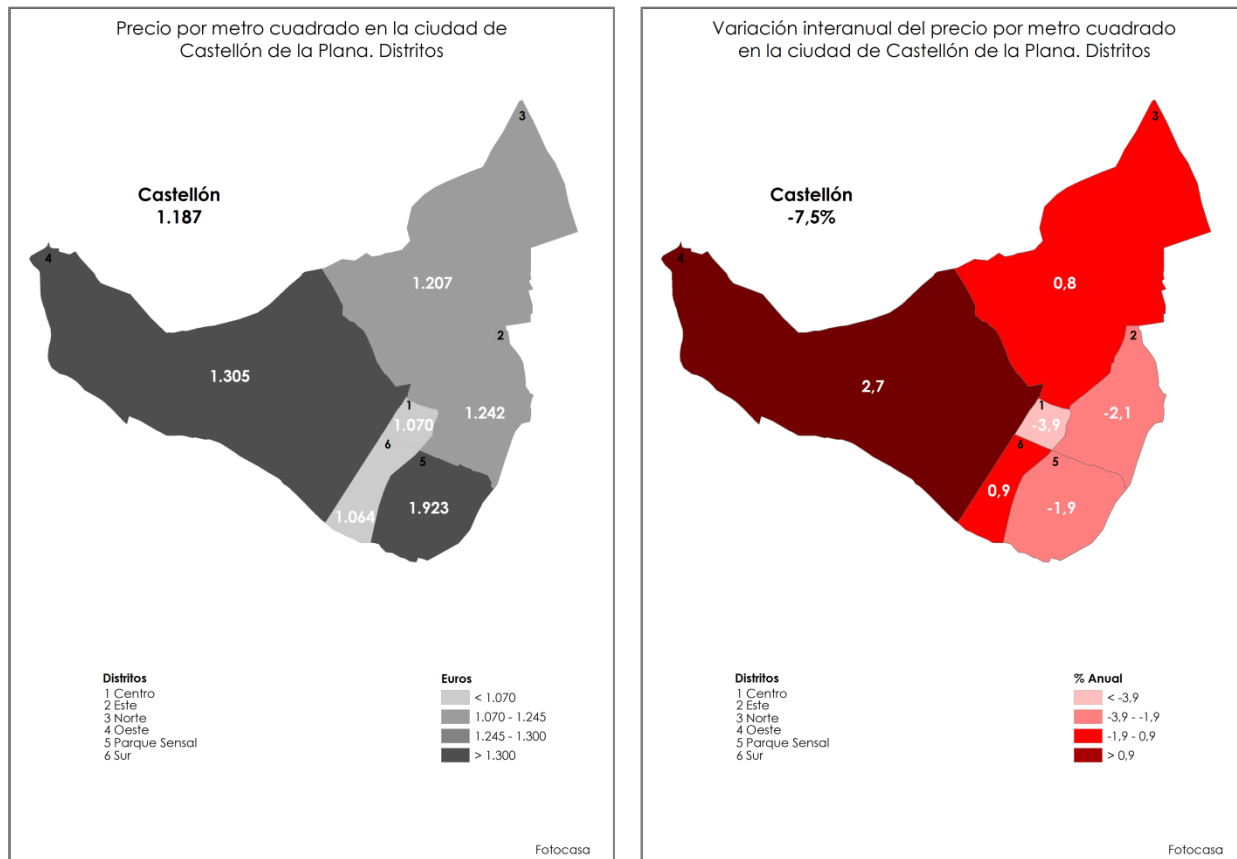 Precio por metro cuadrado en la ciudad de
Castellón de la Plana. Distritos
3
Castellón
1.187
4
1.207
2
1.305
1
1.242
1.070
6
5
1.923
1.064
Distritos
1 Centro
2 Este
3 Norte
4 Oeste
5 Parque Sensal
6 Sur
Euros
< 1.070
1.070 - 1.245
1.245 - 1.300
> 1.300
Fotocasa
Variación interanual del precio por metro cuadrado
en la ciudad de Castellón de la Plana. Distritos
3
Castellón
-7,5%
4
0,8
2
2,7
1
-2,1
-3,9
6
5
0,9
-1,9
Distritos
1 Centro
2 Este
3 Norte
4 Oeste
5 Parque Sensal
6 Sur
% Anual
< -3,9
-3,9 - -1,9
-1,9 - 0,9
> 0,9
Fotocasa